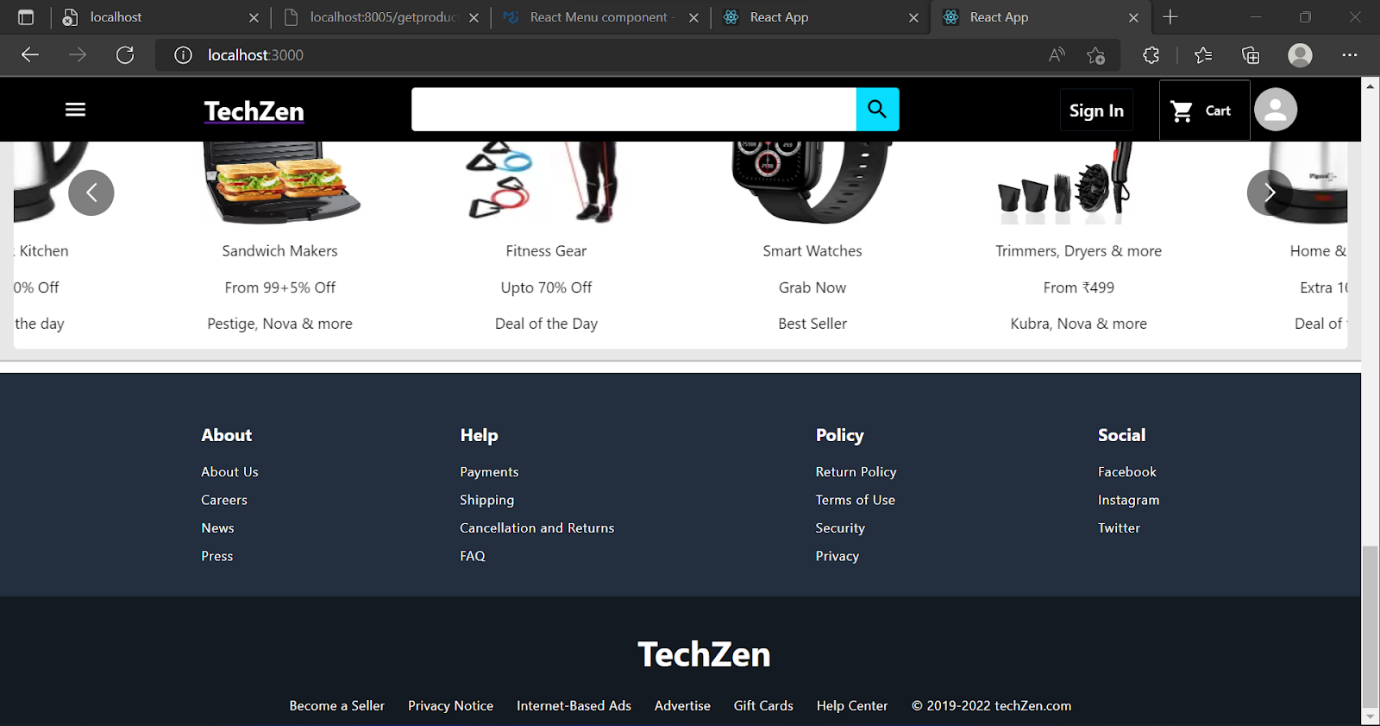 localhost
localhost:8005/getproduct
React Menu component -
React App
React App
localhost:3000
TechZen
Sign In
Cart
Kitchen
Sandwich Makers
Fitness Gear
Smart Watches
Trimmers, Dryers & more
Home &
0% Off
From 99+5% Off
Upto 70% Off
Grab Now
From ₹499
Extra 10
the day
Pestige, Nova & more
Deal of the Day
Best Seller
Kubra, Nova & more
Deal of
About
Help
Policy
Social
About Us
Payments
Return Policy
Facebook
Careers
Shipping
Terms of Use
Instagram
News
Cancellation and Returns
Security
Twitter
Press
FAQ
Privacy
TechZen
Become a Seller
Privacy Notice
Internet-Based Ads
Advertise
Gift Cards
Help Center
© 2019-2022 techZen.com